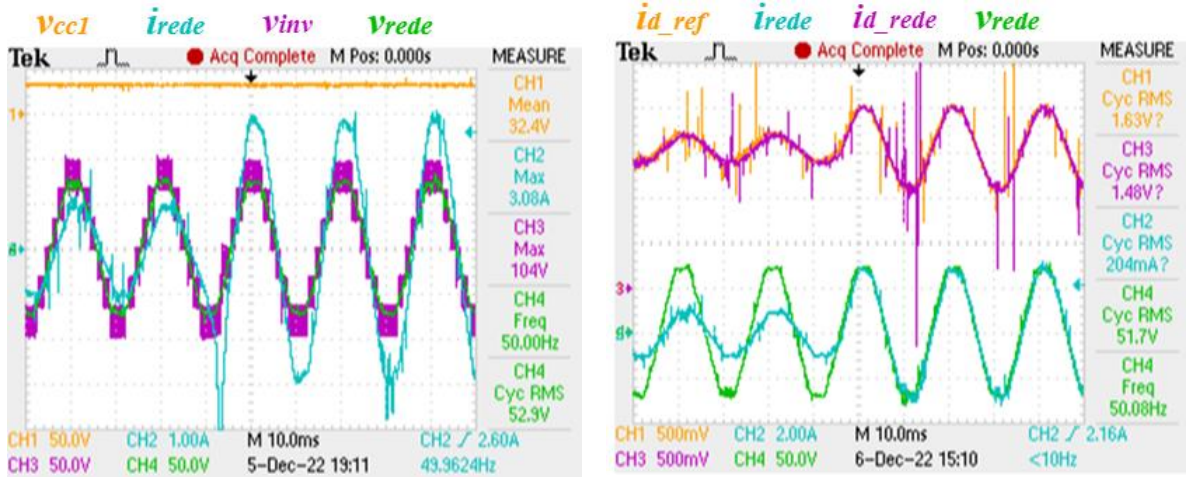 vcc1 irede vinv vrede
Tek Acq Complete M Pos: 0.000s MEASURE
CH1
Mean
32.4V
CH2
Max
3.08A
CH3
Max
104V
CH4
Freq
50.00Hz
CH4
Cyc RMS
52.9V
1
CH1 50.0V CH2 1.00A M 10.0ms CH2 / 2.60A
CH3 50.0V CH4 50.0V 5-Dec-22 19:11 49.9624Hz
id_ref irede id_rede vrede
Tek Acq Complete M Pos: 0.000s MEASURE
CH1
Cyc RMS
1.63V?
CH3
Cyc RMS
1.48V?
CH2
Cyc RMS
204mA?
CH4
Cyc RMS
51.7V
CH4
Freq
50.08Hz
3
CH1 500mV CH2 2.00A M 10.0ms CH2 / 2.16A
CH3 500mV CH4 50.0V 6-Dec-22 15:10 <10Hz